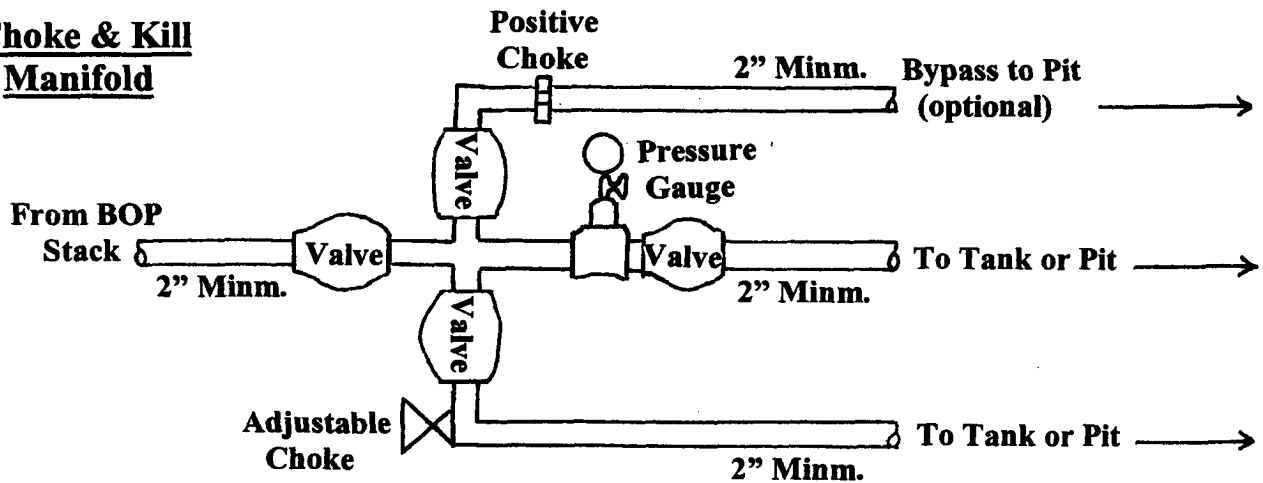 hoke & Kill
Manifold
Positive
Choke
2" Minm.
Bypass to Pit
(optional)
Valve
Pressure
Gauge
From BOP
Stack
Valve
Valve
To Tank or Pit
2" Minm.
2" Minm.
Valve
Adjustable
Choke
To Tank or Pit
2" Minm.